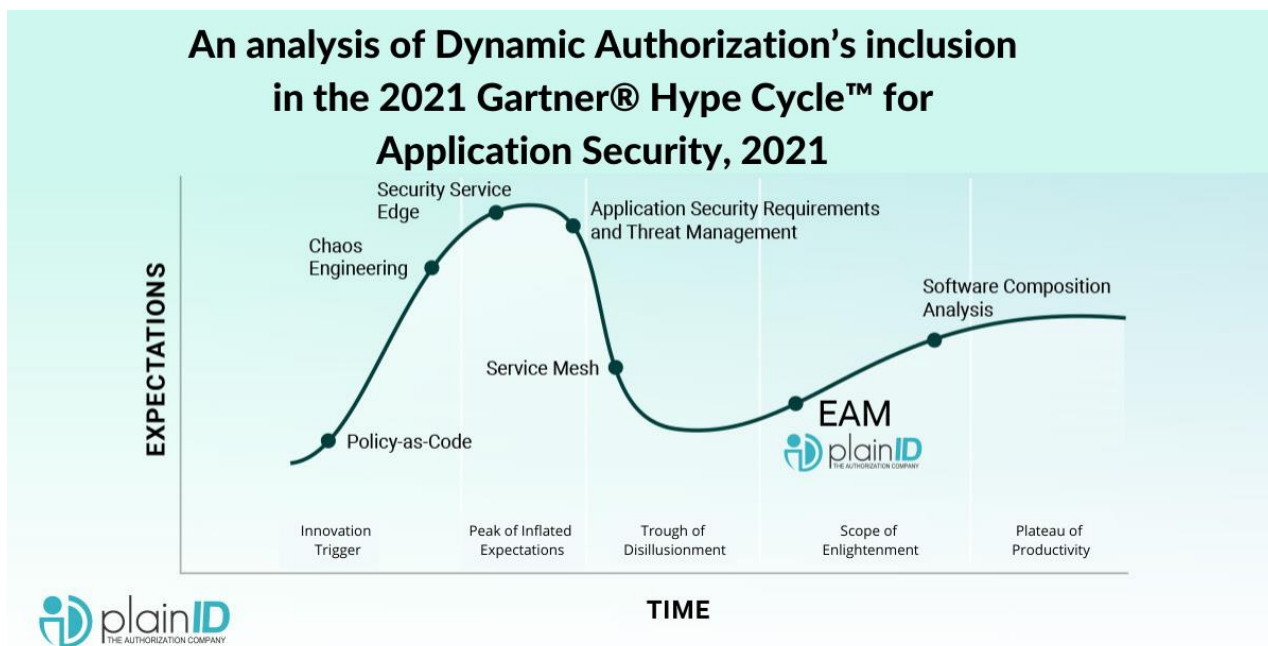 An analysis of Dynamic Authorization’s inclusion
in the 2021 Gartner® Hype Cycle™ for
Application Security, 2021
Security Service
Edge
Application Security Requirements
and Threat Management
Chaos
Engineering
Software Composition
Analysis
Service Mesh
EAM
plainID
THE AUTHORIZATION COMPANY
Policy-as-Code
EXPECTATIONS
Innovation
Trigger
Peak of Inflated
Expectations
Trough of
Disillusionment
Scope of
Enlightenment
Plateau of
Productivity
TIME
plainID
THE AUTHORIZATION COMPANY